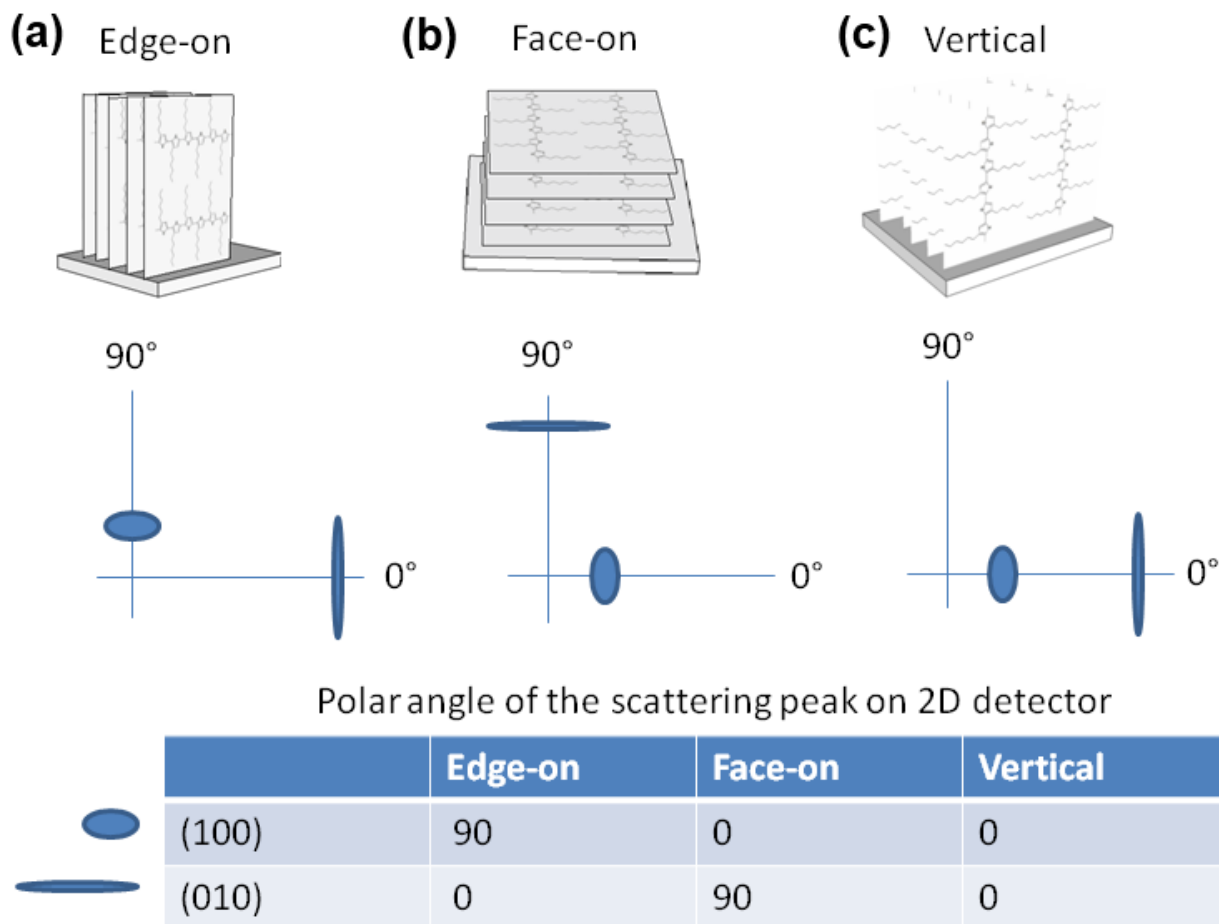 (a) Edge-on
(b) Face-on
(c) Vertical
90°
0°
90°
0°
90°
0°
Polar angle of the scattering peak on 2D detector
Edge-on Face-on Vertical
(100) 90 0 0
(010) 0 90 0